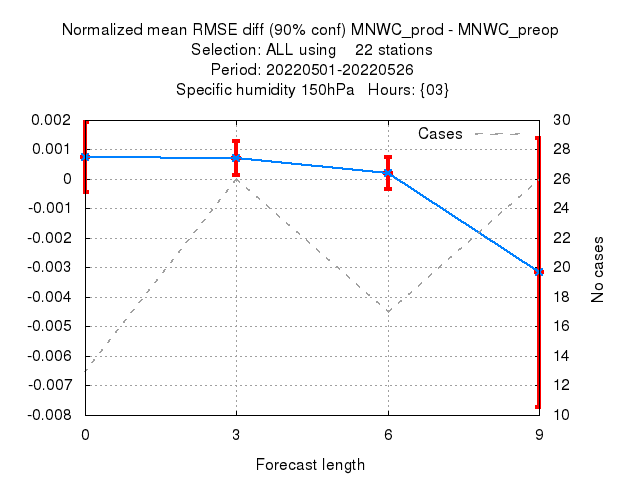 Normalized mean RMSE diff (90% conf) MNWC_prod - MNWC_preop
Selection: ALL using 22 stations
Period: 20220501-20220526
Specific humidity 150hPa Hours: {03}
Cases
0.002
0.001
0
-0.001
-0.002
-0.003
-0.004
-0.005
-0.006
-0.007
-0.008
30
28
26
24
22
20
18
16
14
12
10
No cases
0 3 6 9
Forecast length